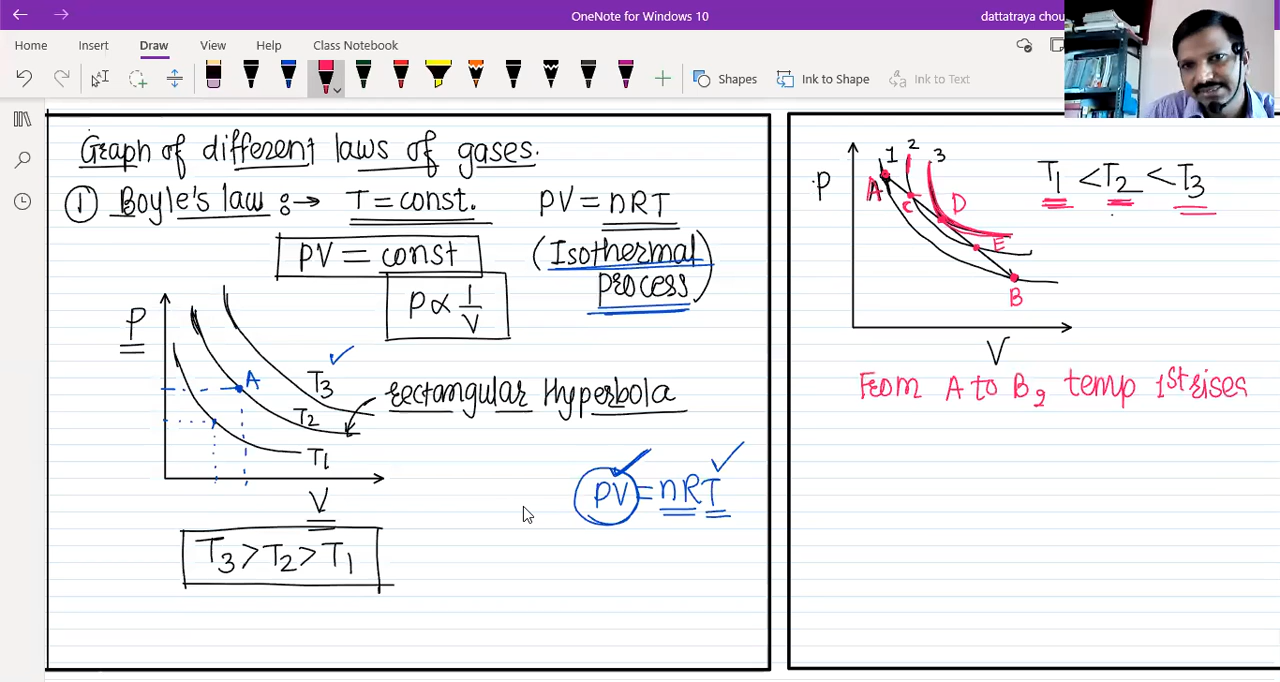 OneNote for Windows 10
dattatraya chou
Home Insert Draw View Help Class Notebook
Shapes Ink to Shape Ink to Text
Graph of different laws of gases.
① Boyle's law :→ T = const. PV = nRT
PV = const (Isothermal process)
P ∝ 1/V
P
A
T3
T2
T1
V
rectangular Hyperbola
PV = nRT
T3 > T2 > T1
1 2 3
P
A C D E B
V
T1 < T2 < T3
From A to B, temp 1st rises